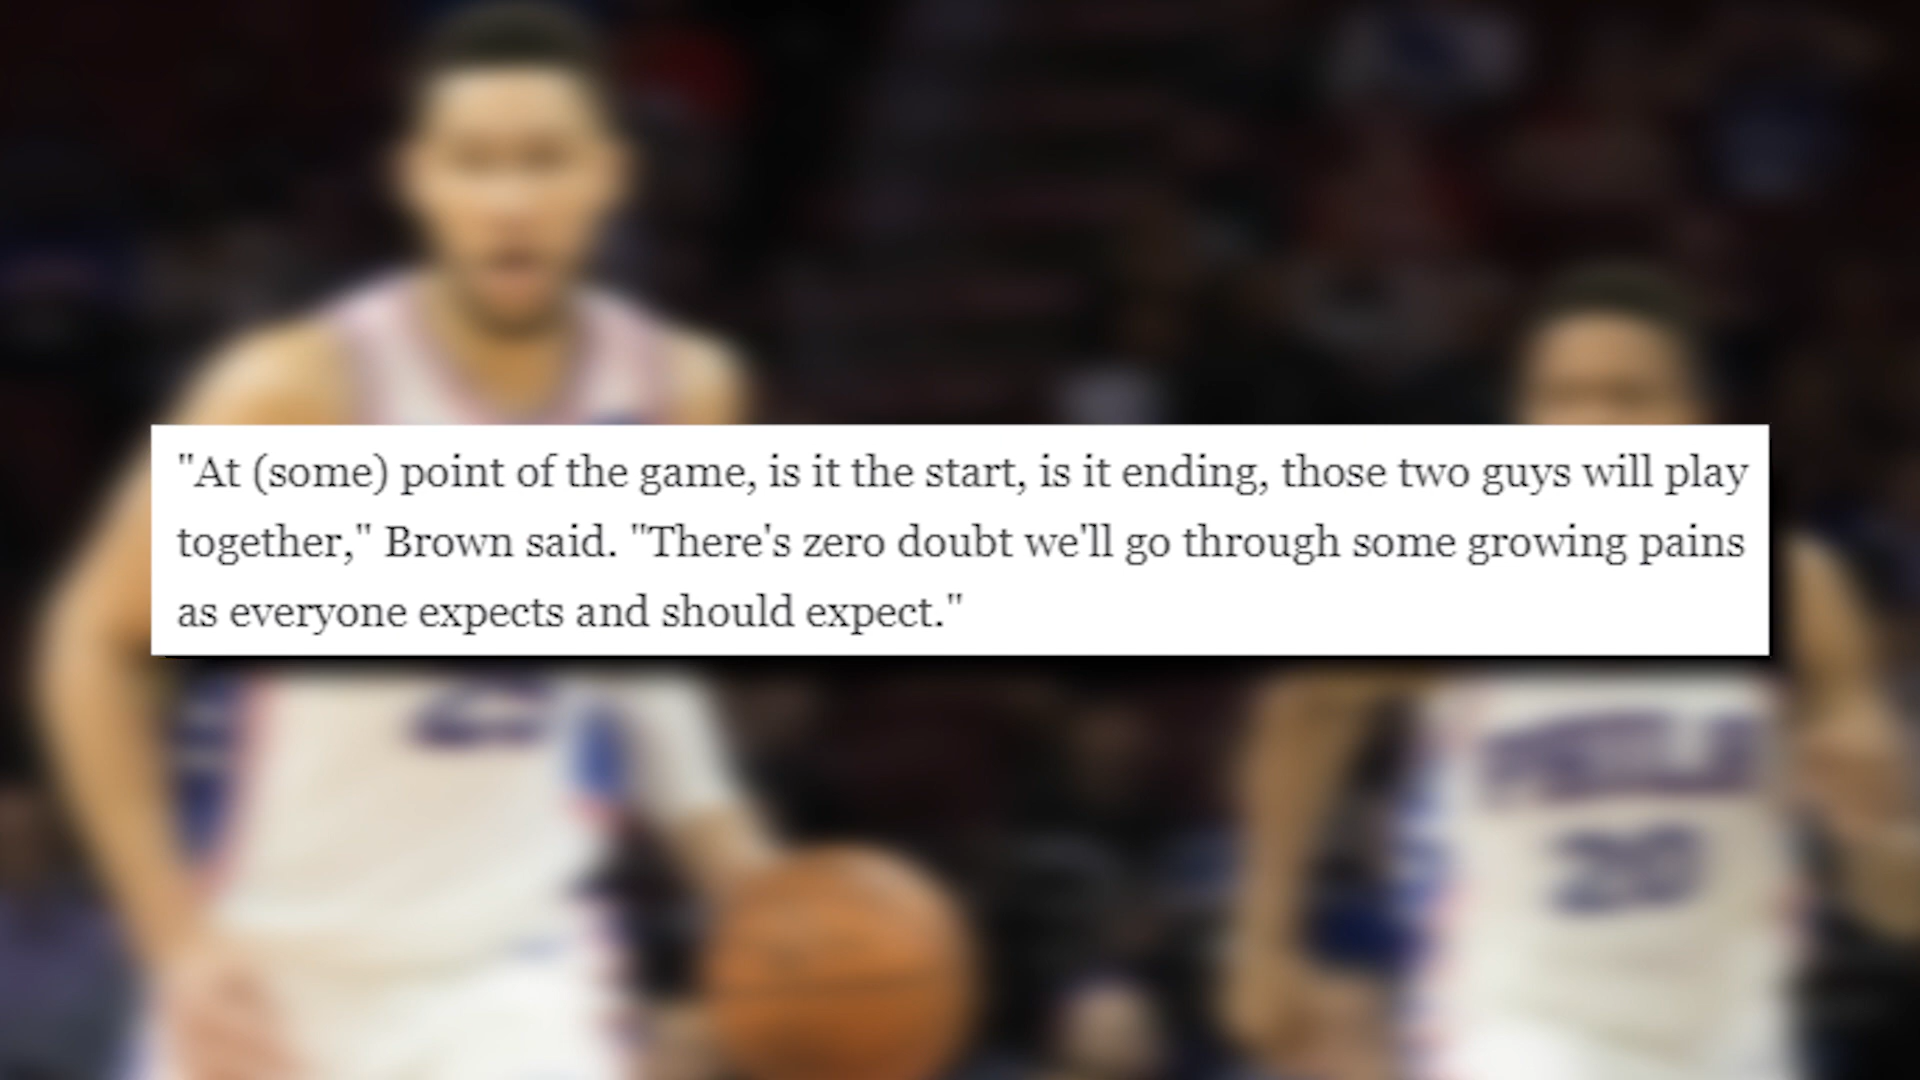 "At (some) point of the game, is it the start, is it ending, those two guys will play
together," Brown said. "There's zero doubt we'll go through some growing pains
as everyone expects and should expect."